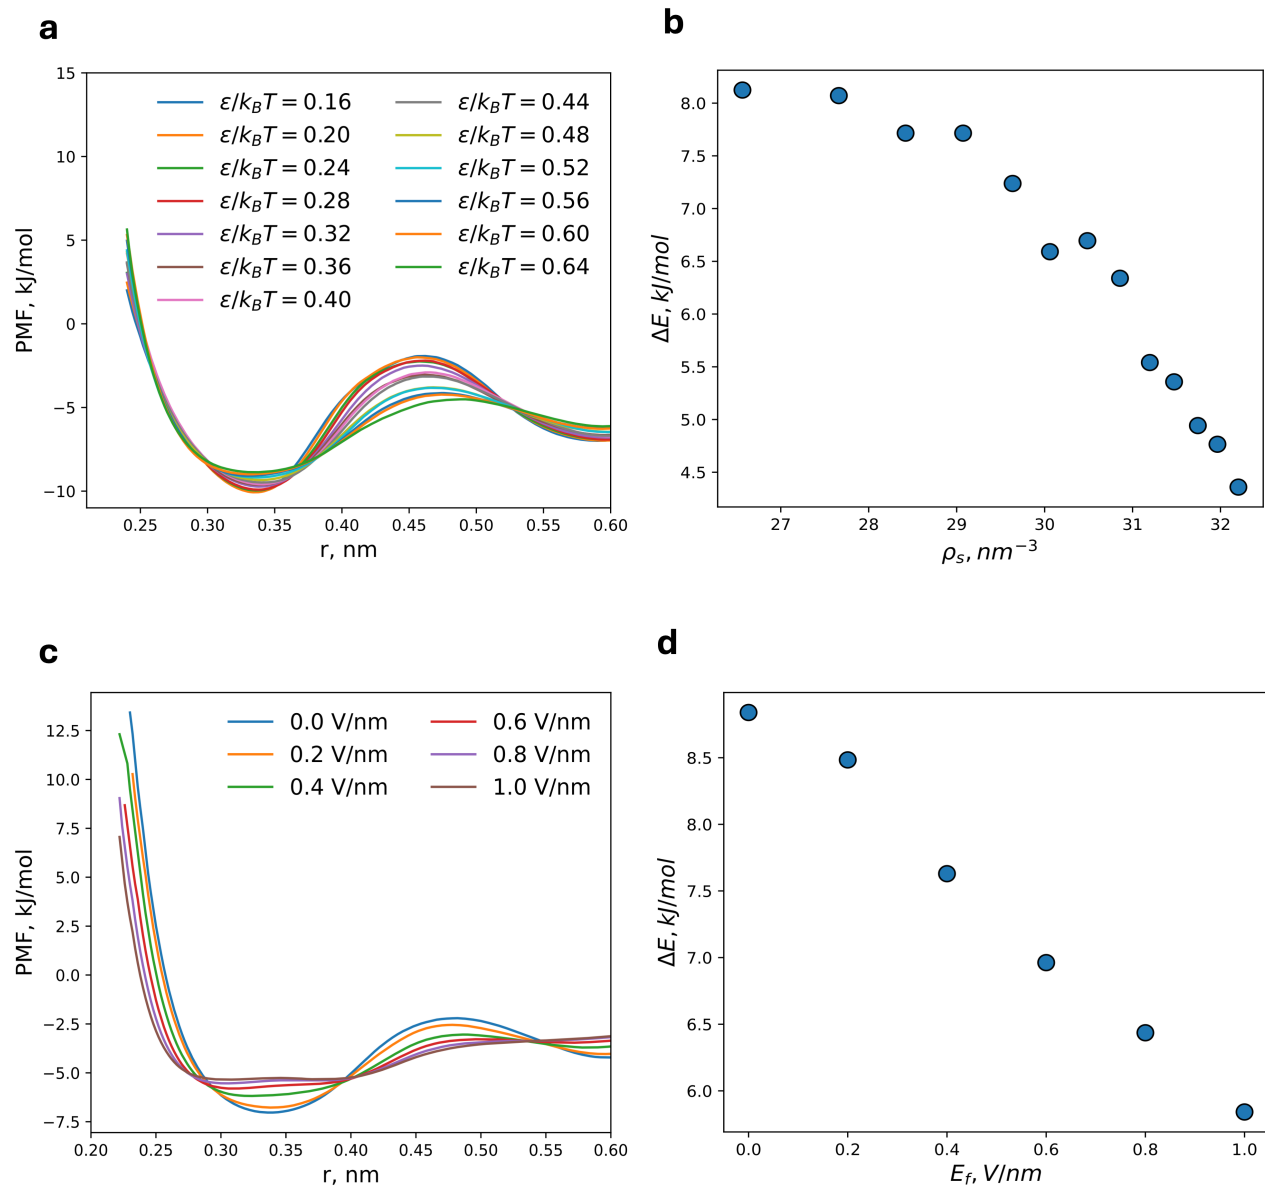 a
15
10
5
0
−5
−10
PMF, kJ/mol
ε/k_BT = 0.16
ε/k_BT = 0.20
ε/k_BT = 0.24
ε/k_BT = 0.28
ε/k_BT = 0.32
ε/k_BT = 0.36
ε/k_BT = 0.40
ε/k_BT = 0.44
ε/k_BT = 0.48
ε/k_BT = 0.52
ε/k_BT = 0.56
ε/k_BT = 0.60
ε/k_BT = 0.64
0.25 0.30 0.35 0.40 0.45 0.50 0.55 0.60
r, nm
b
8.0
7.5
7.0
6.5
6.0
5.5
5.0
4.5
ΔE, kJ/mol
27 28 29 30 31 32
ρ_s, nm⁻³
c
12.5
10.0
7.5
5.0
2.5
0.0
−2.5
−5.0
−7.5
PMF, kJ/mol
0.0 V/nm
0.2 V/nm
0.4 V/nm
0.6 V/nm
0.8 V/nm
1.0 V/nm
0.20 0.25 0.30 0.35 0.40 0.45 0.50 0.55 0.60
r, nm
d
8.5
8.0
7.5
7.0
6.5
6.0
ΔE, kJ/mol
0.0 0.2 0.4 0.6 0.8 1.0
E_f, V/nm